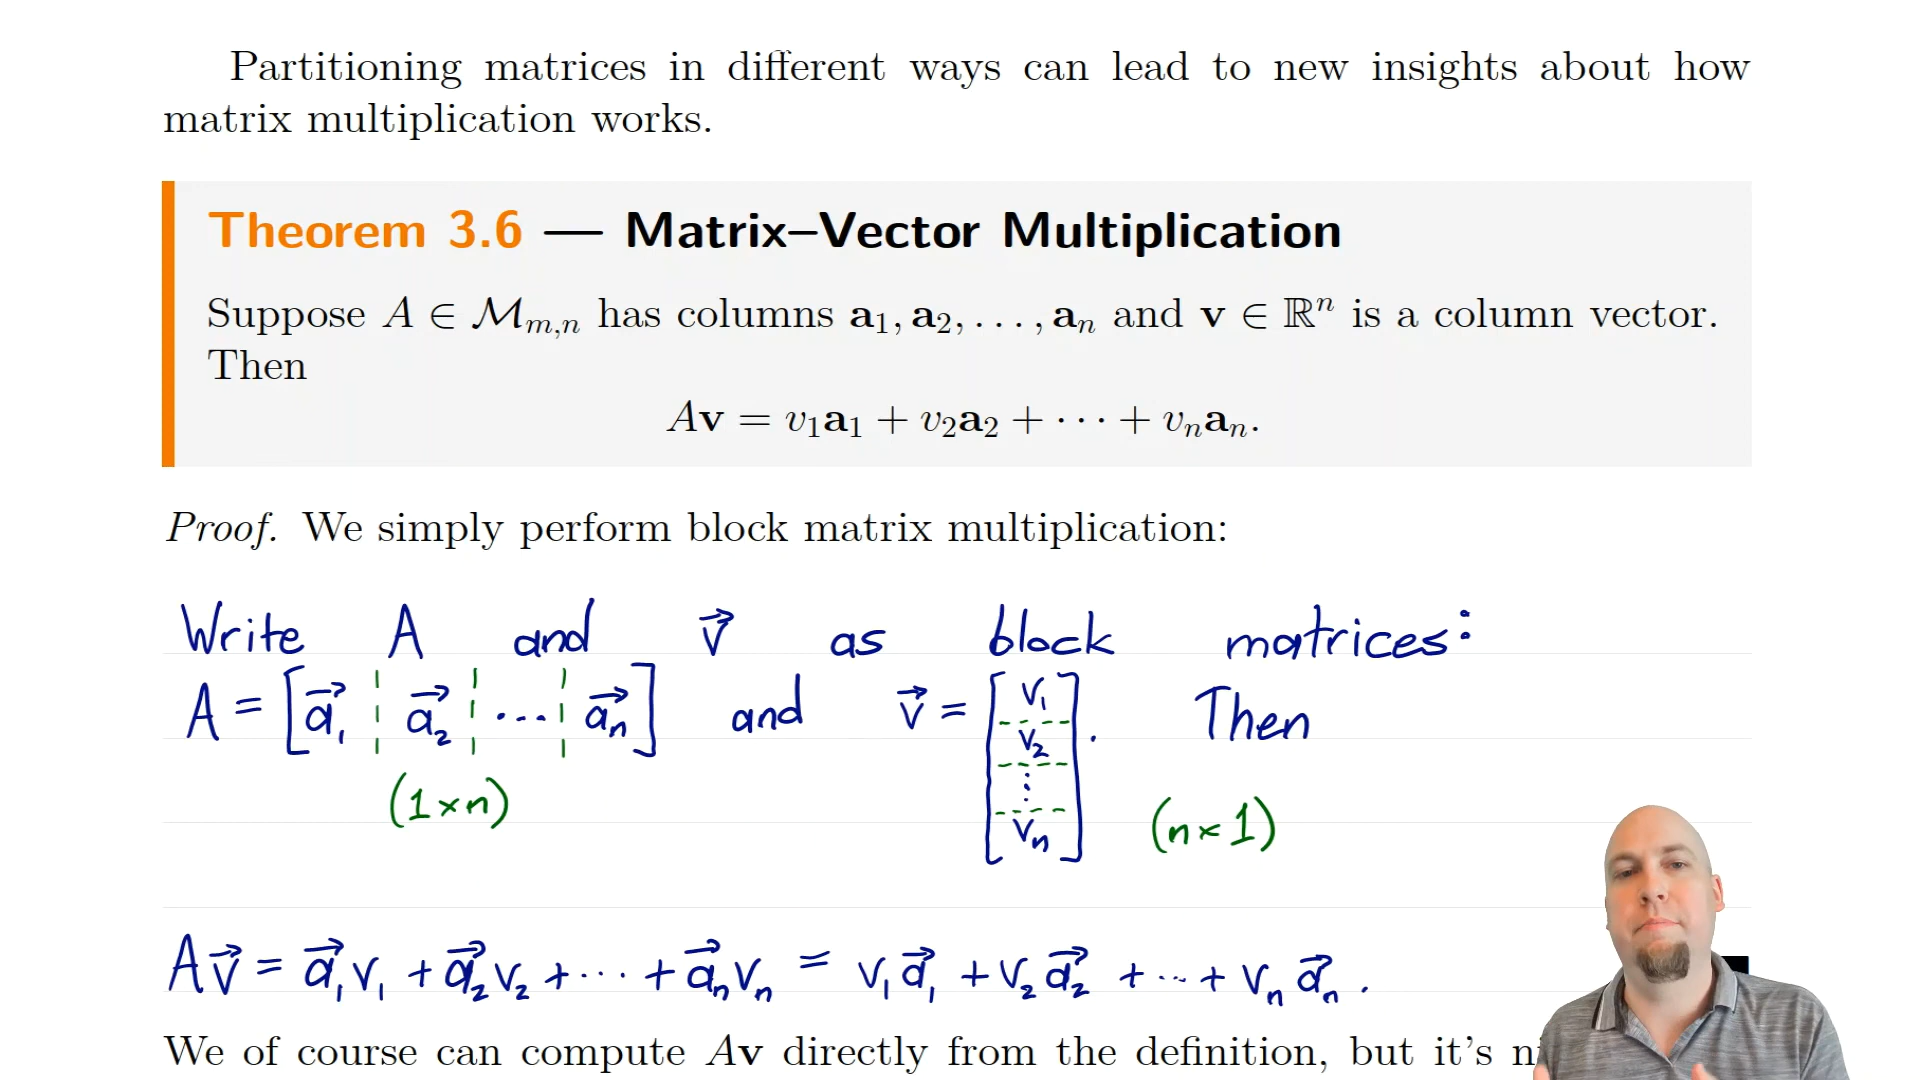 Partitioning matrices in different ways can lead to new insights about how
matrix multiplication works.
Theorem 3.6 — Matrix–Vector Multiplication
Suppose A ∈ ℳ_{m,n} has columns a₁, a₂, . . . , aₙ and v ∈ ℝⁿ is a column vector.
Then
Av = v₁a₁ + v₂a₂ + · · · + vₙaₙ.
Proof. We simply perform block matrix multiplication:
Write A and v⃗ as block matrices:
A = [a⃗₁ ¦ a⃗₂ ¦ ... ¦ a⃗ₙ] and v⃗ = [v₁ v₂ ⋮ vₙ]. Then
(1×n) (n×1)
Av⃗ = a⃗₁v₁ + a⃗₂v₂ + ··· + a⃗ₙvₙ = v₁a⃗₁ + v₂a⃗₂ + ··· + vₙa⃗ₙ.
We of course can compute Av directly from the definition, but it's